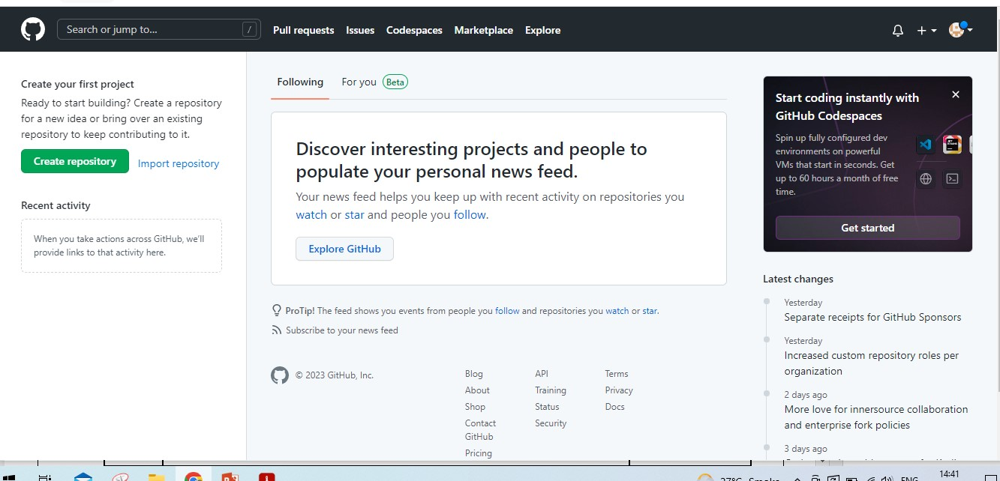 Search or jump to... /
Pull requests Issues Codespaces Marketplace Explore
Create your first project
Ready to start building? Create a repository
for a new idea or bring over an existing
repository to keep contributing to it.
Create repository Import repository
Recent activity
When you take actions across GitHub, we'll
provide links to that activity here.
Following For you Beta
Discover interesting projects and people to
populate your personal news feed.
Your news feed helps you keep up with recent activity on repositories you
watch or star and people you follow.
Explore GitHub
ProTip! The feed shows you events from people you follow and repositories you watch or star.
Subscribe to your news feed
© 2023 GitHub, Inc.
Blog
About
Shop
Contact
GitHub
Pricing
API
Training
Status
Security
Terms
Privacy
Docs
Start coding instantly with
GitHub Codespaces
Spin up fully configured dev
environments on powerful
VMs that start in seconds. Get
up to 60 hours a month of free
time.
Get started
Latest changes
Yesterday
Separate receipts for GitHub Sponsors
Yesterday
Increased custom repository roles per
organization
2 days ago
More love for innersource collaboration
and enterprise fork policies
3 days ago
27°C Smoke ENG 14:41